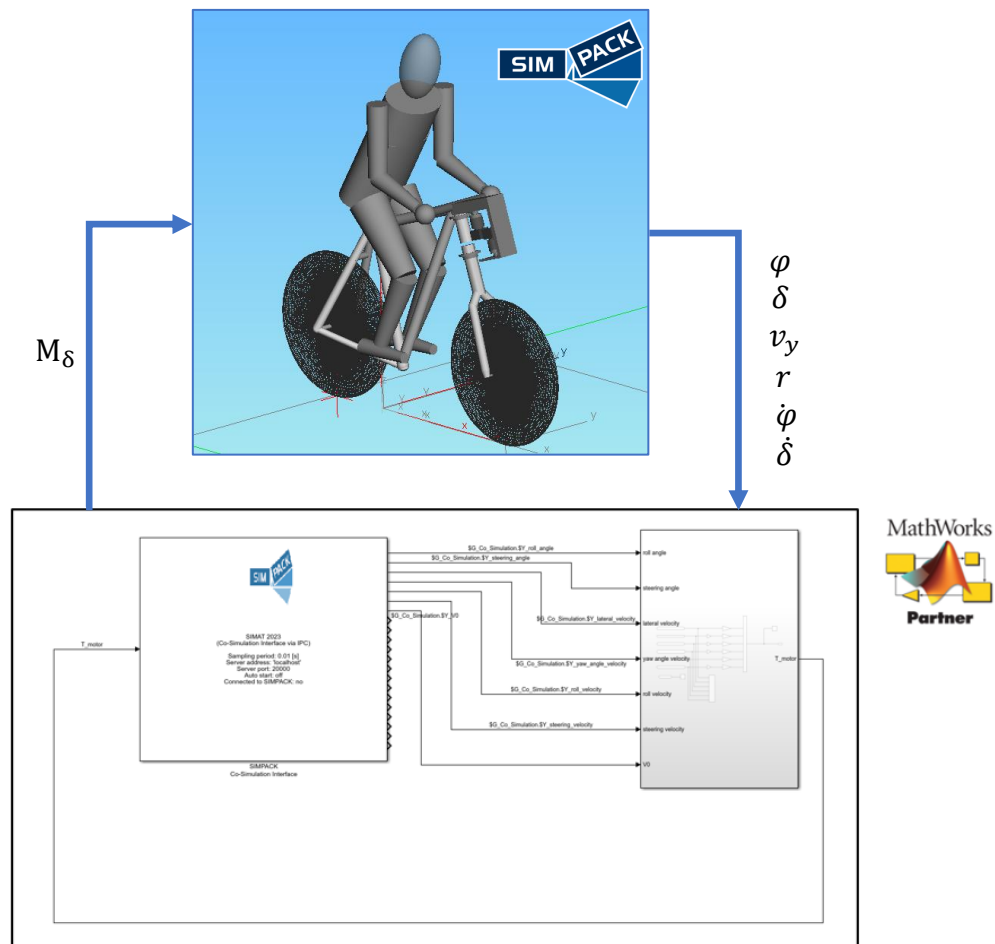 SIM PACK
M_δ
φ
δ
v_y
r
φ̇
δ̇
y
y
Y
Y
x
x
x
MathWorks
Partner
SIM PACK
SIMAT 2023
(Co-Simulation Interface via IPC)
Sampling period: 0.01 [s]
Server address: 'localhost'
Server port: 20000
Auto start: off
Connected to SIMPACK: no
SIMPACK
Co-Simulation Interface
T_motor
$G_Co_Simulation.$Y_roll_angle
$G_Co_Simulation.$Y_steering_angle
$G_Co_Simulation.$Y_V0
$G_Co_Simulation.$Y_lateral_velocity
$G_Co_Simulation.$Y_yaw_angle_velocity
$G_Co_Simulation.$Y_roll_velocity
$G_Co_Simulation.$Y_steering_velocity
roll angle
steering angle
lateral velocity
yaw angle velocity
roll velocity
steering velocity
V0
T_motor